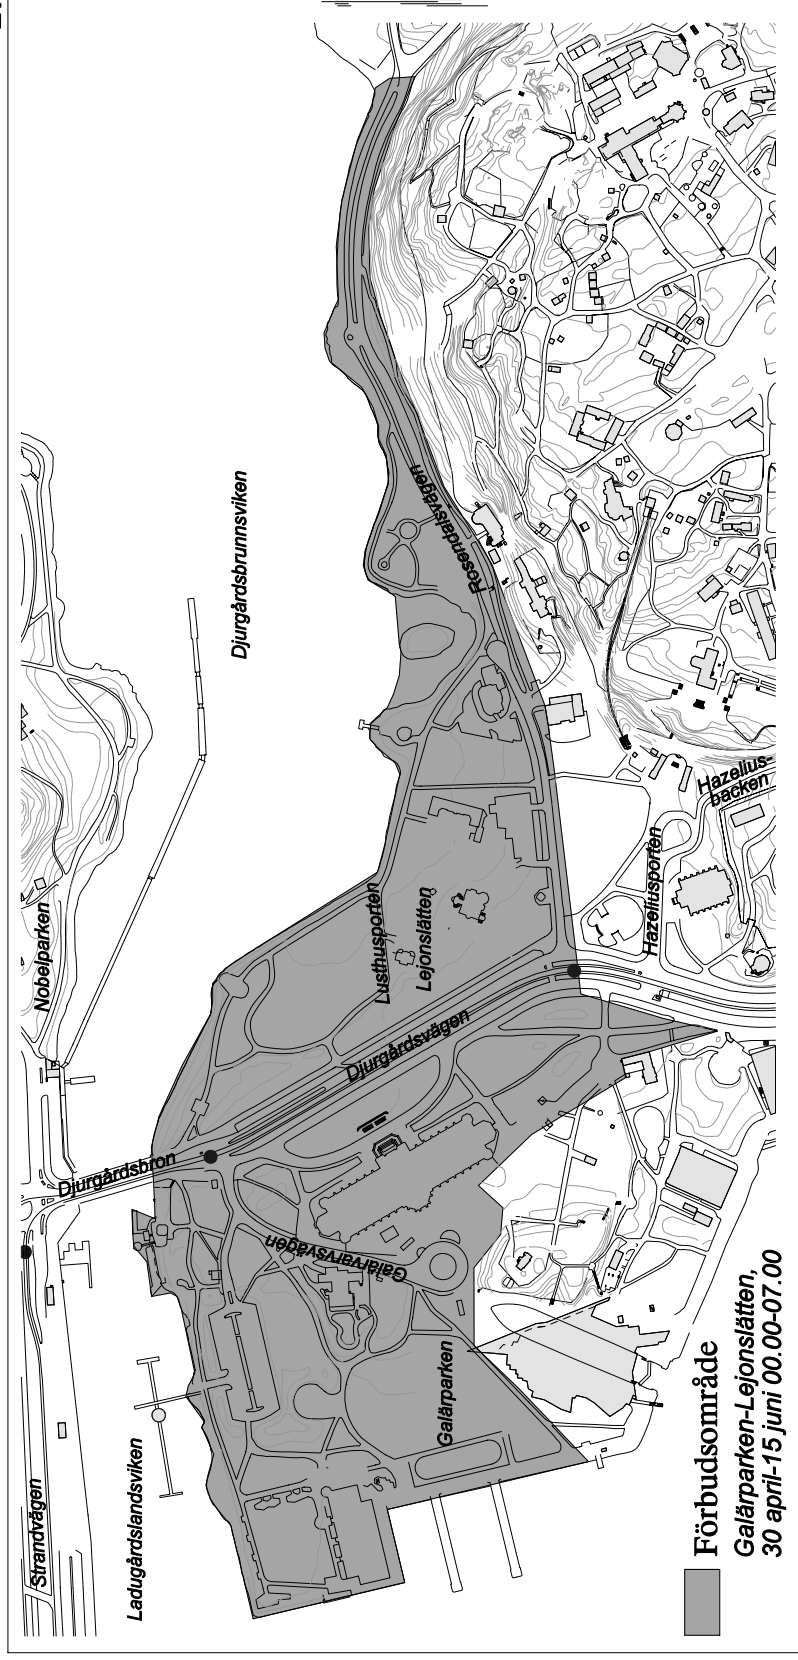 Strandvägen
Nobelparken
Djurgårdsbrunnsviken
Ladugårdslandsviken
Djurgårdsbron
Galärvarvsvägen
Djurgårdsvägen
Lusthusporten
Lejonslätten
Rosendalsvägen
Galärparken
Hazeliusporten
Hazelius-
backen
Förbudsområde
Galärparken-Lejonslätten,
30 april-15 juni 00.00-07.00